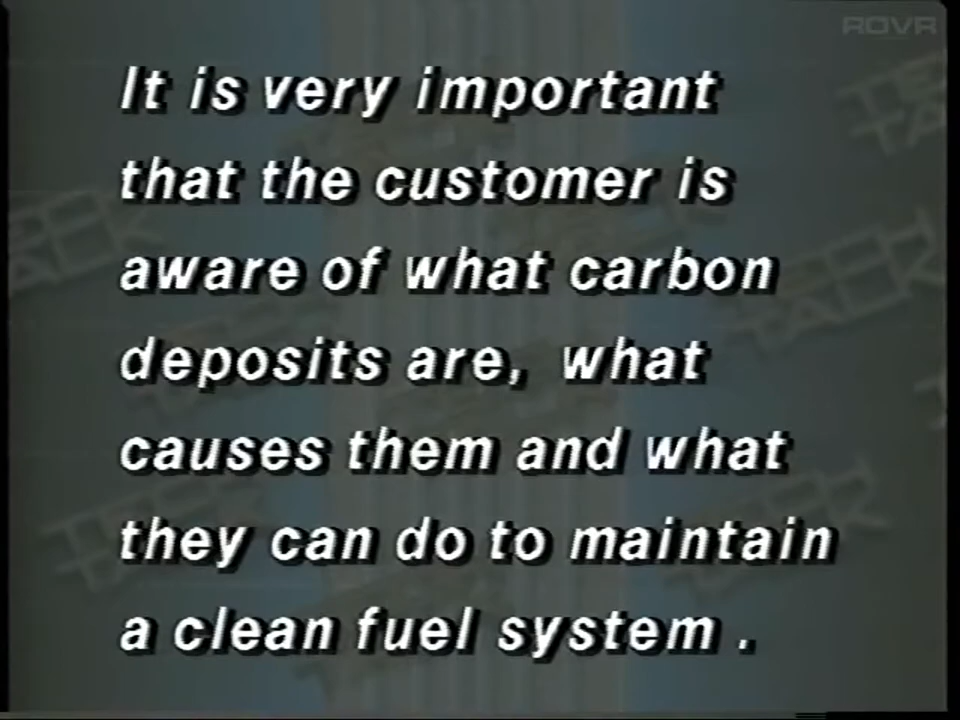 ROVR
It is very important
that the customer is
aware of what carbon
deposits are, what
causes them and what
they can do to maintain
a clean fuel system .